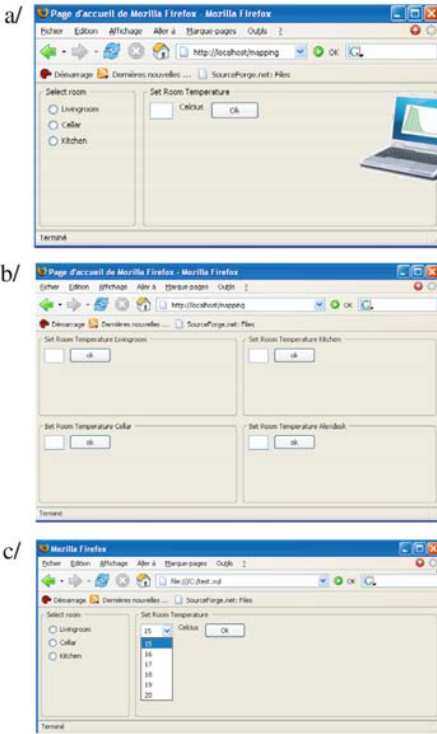 a/
Page d'accueil de Mozilla Firefox - Mozilla Firefox
Fichier Edition Affichage Aller à Marque-pages Outils ?
http://localhost/mapping OK
Démarrage Dernières nouvelles ... SourceForge.net: Files
Select room Set Room Temperature
Livingroom Celcius Ok
Cellar
Kitchen
Terminé
b/
Page d'accueil de Mozilla Firefox - Mozilla Firefox
Fichier Edition Affichage Aller à Marque-pages Outils ?
http://localhost/mapping OK
Démarrage Dernières nouvelles ... SourceForge.net: Files
Set Room Temperature Livingroom Set Room Temperature Kitchen
ok ok
Set Room Temperature Cellar Set Room Temperature Alexdesk
ok ok
Terminé
c/
Mozilla Firefox
Fichier Edition Affichage Aller à Marque-pages Outils ?
file:///C:/test.xul OK
Démarrage Dernières nouvelles ... SourceForge.net: Files
Select room Set Room Temperature
Livingroom 15 Celcius Ok
Cellar 15
Kitchen 16
17
18
19
20
Terminé